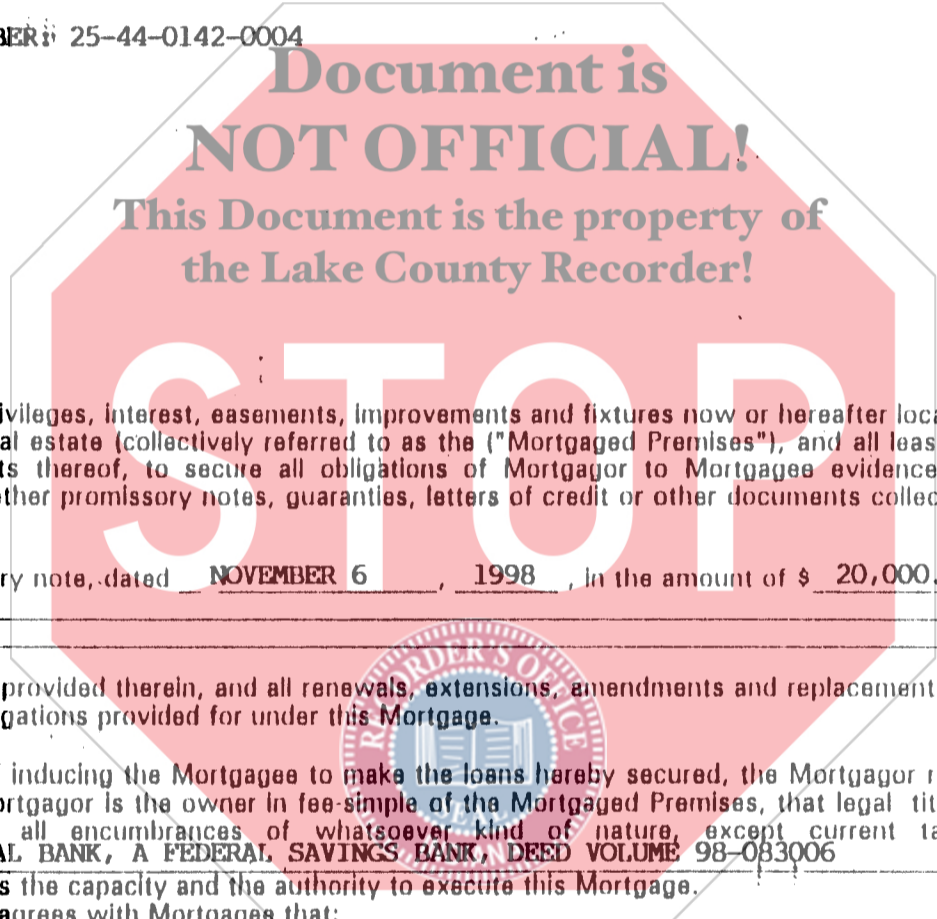 BER: 25-44-0142-0004
Document is
NOT OFFICIAL!
This Document is the property of
the Lake County Recorder!
STOP
ivileges, interest, easements, improvements and fixtures now or hereafter loca
al estate (collectively referred to as the ("Mortgaged Premises"), and all leas
ts thereof, to secure all obligations of Mortgagor to Mortgagee evidence
ther promissory notes, guaranties, letters of credit or other documents collec
ry note, dated NOVEMBER 6, 1998, in the amount of $ 20,000.
provided therein, and all renewals, extensions, amendments and replacement
gations provided for under this Mortgage.
RECORDER'S OFFICE
SEAL
inducing the Mortgagee to make the loans hereby secured, the Mortgagor r
ortgagor is the owner in fee-simple of the Mortgaged Premises, that legal tit
all encumbrances of whatsoever kind of nature, except current ta
AL BANK, A FEDERAL SAVINGS BANK, DEED VOLUME 98-083006
s the capacity and the authority to execute this Mortgage.
agrees with Mortgagee that: